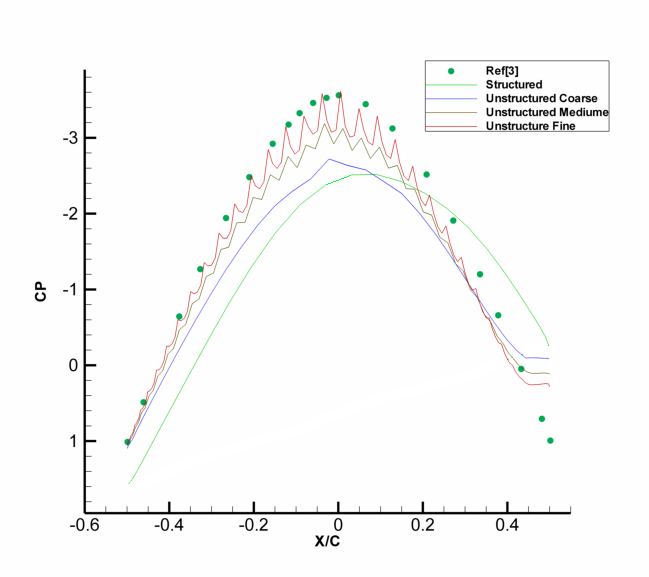 Ref[3]
Structured
Unstructured Coarse
Unstructured Mediume
Unstructure Fine
-3
-2
-1
0
1
CP
-0.6
-0.4
-0.2
0
0.2
0.4
X/C